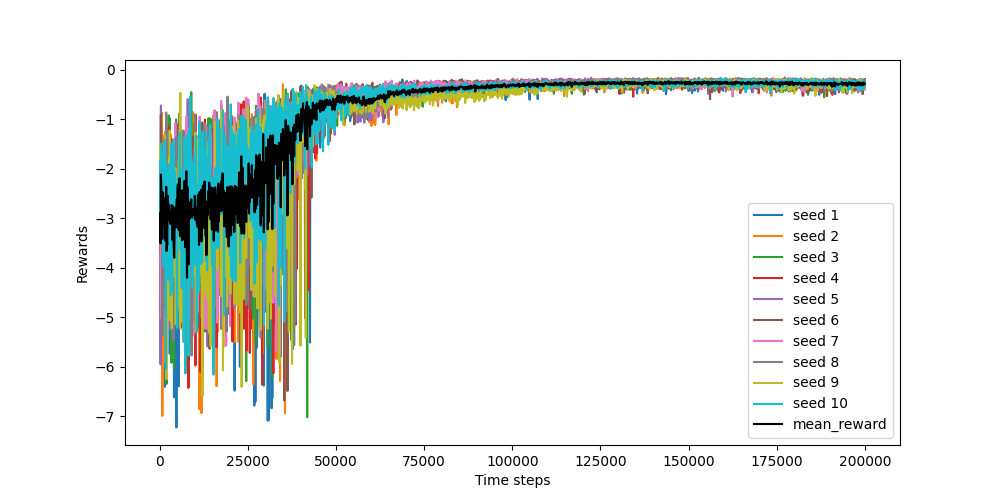 0
−1
−2
−3
−4
−5
−6
−7
Rewards
0
25000
50000
75000
100000
125000
150000
175000
200000
Time steps
seed 1
seed 2
seed 3
seed 4
seed 5
seed 6
seed 7
seed 8
seed 9
seed 10
mean_reward